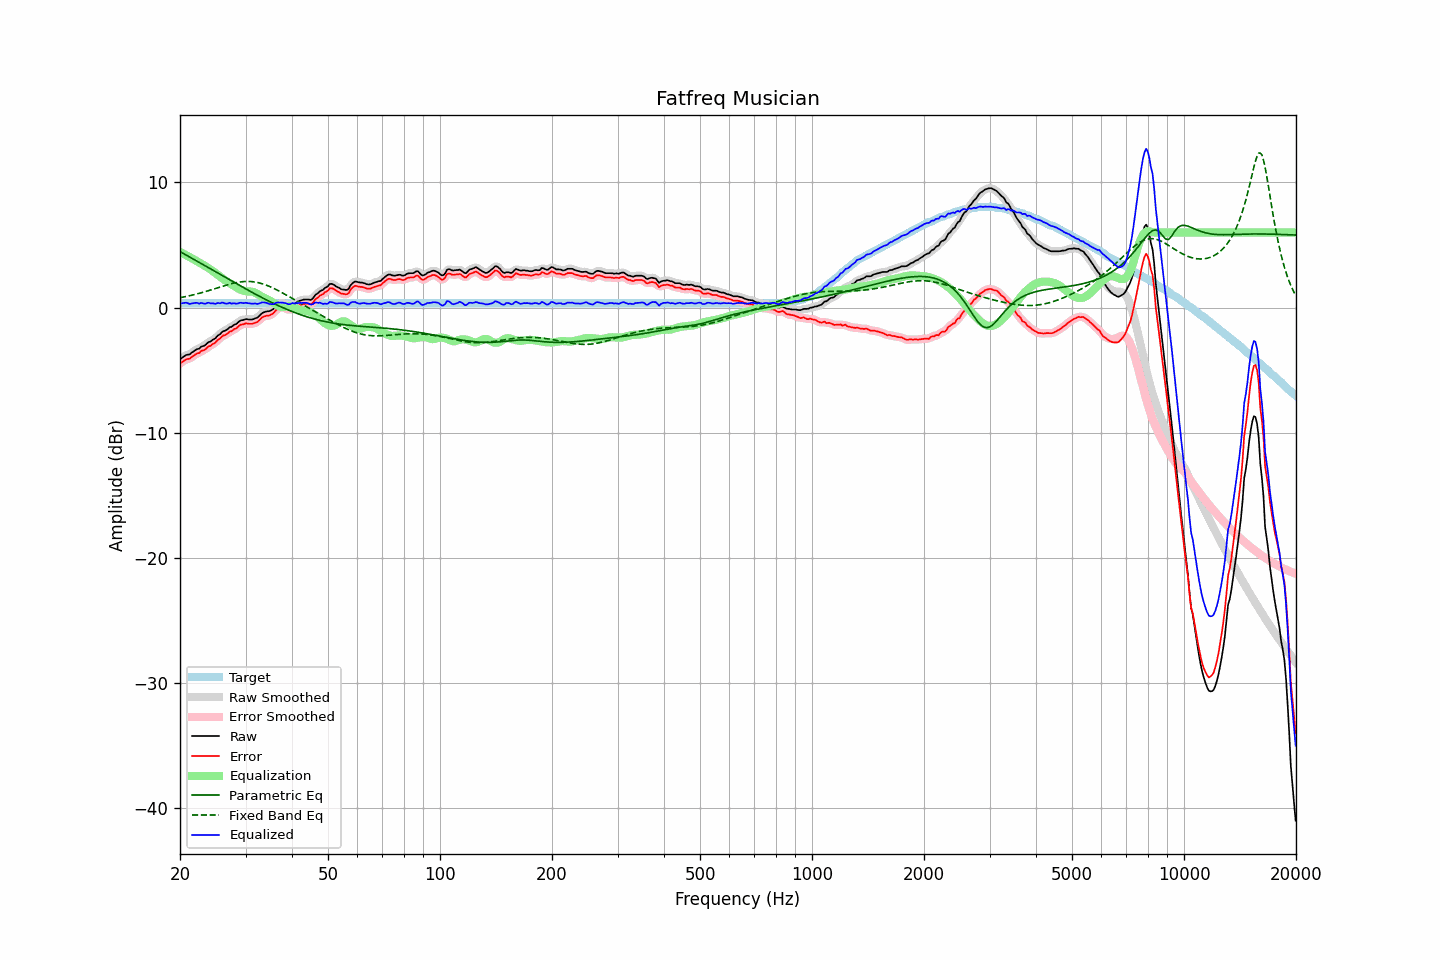 Fatfreq Musician
Amplitude (dBr)
10
0
−10
−20
−30
−40
Target
Raw Smoothed
Error Smoothed
Raw
Error
Equalization
Parametric Eq
Fixed Band Eq
Equalized
20 50 100 200 500 1000 2000 5000 10000 20000
Frequency (Hz)